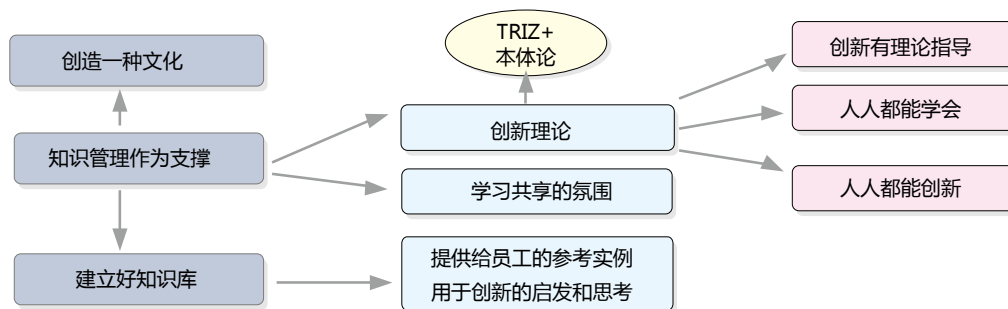 TRIZ+
本体论
创造一种文化
创新有理论指导
创新理论
人人都能学会
知识管理作为支撑
学习共享的氛围
人人都能创新
建立好知识库
提供给员工的参考实例
用于创新的启发和思考